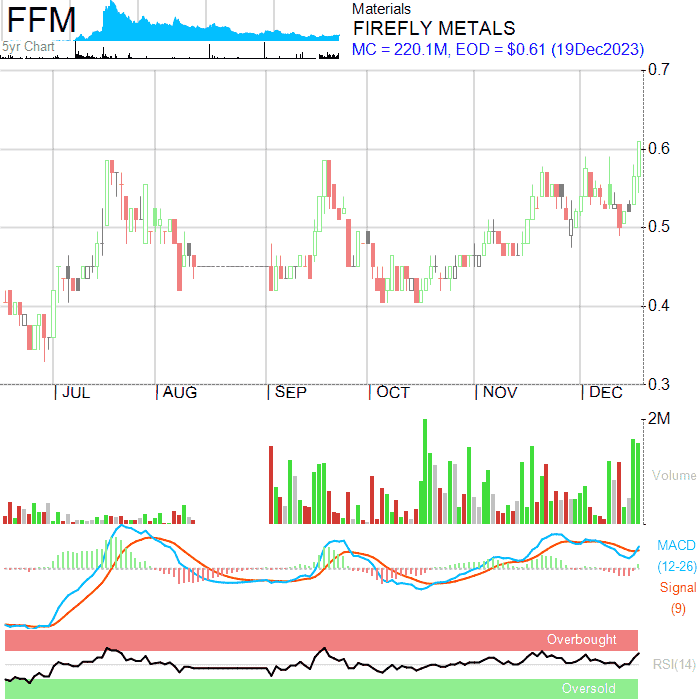 FFM
5yr Chart
Materials
FIREFLY METALS
MC = 220.1M, EOD = $0.61 (19Dec2023)
0.7
0.6
0.5
0.4
0.3
JUL
AUG
SEP
OCT
NOV
DEC
2M
Volume
MACD
(12-26)
Signal
(9)
Overbought
RSI(14)
Oversold